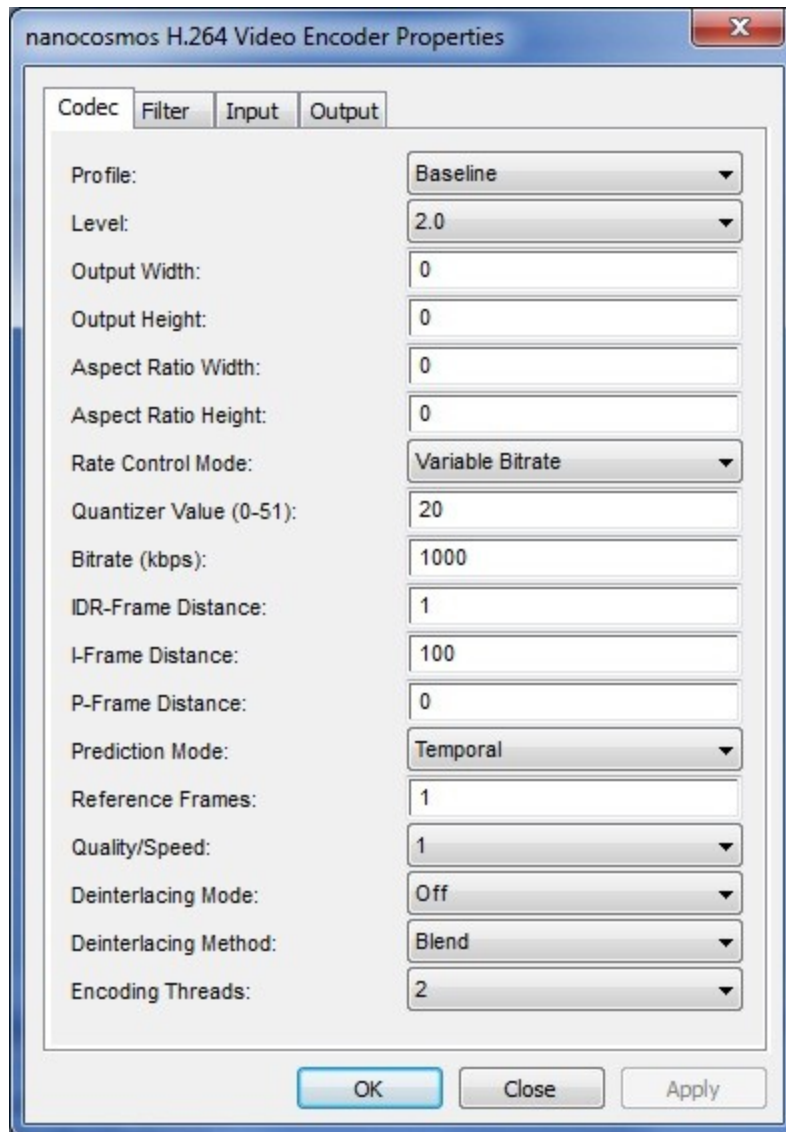 nanocosmos H.264 Video Encoder Properties
Codec Filter Input Output
Profile: Baseline
Level: 2.0
Output Width: 0
Output Height: 0
Aspect Ratio Width: 0
Aspect Ratio Height: 0
Rate Control Mode: Variable Bitrate
Quantizer Value (0-51): 20
Bitrate (kbps): 1000
IDR-Frame Distance: 1
I-Frame Distance: 100
P-Frame Distance: 0
Prediction Mode: Temporal
Reference Frames: 1
Quality/Speed: 1
Deinterlacing Mode: Off
Deinterlacing Method: Blend
Encoding Threads: 2
OK Close Apply